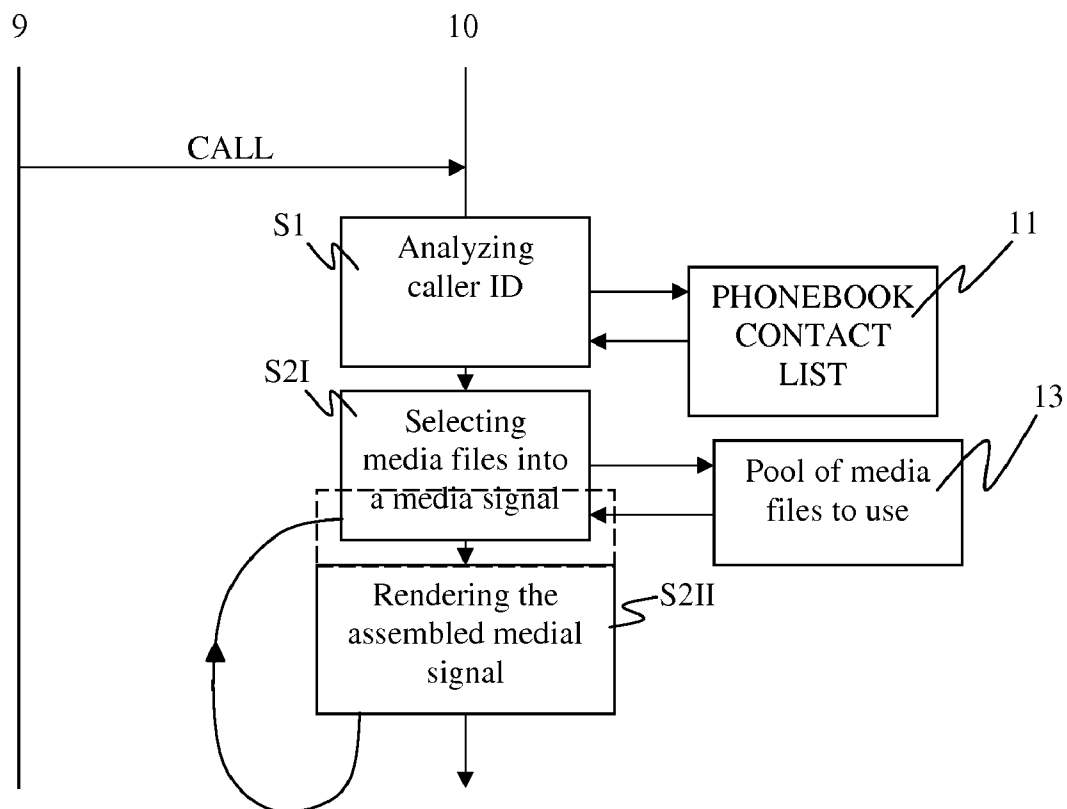 9
10
CALL
S1
Analyzing
caller ID
11
PHONEBOOK
CONTACT
LIST
S2I
Selecting
media files into
a media signal
13
Pool of media
files to use
Rendering the
assembled medial
signal
S2II